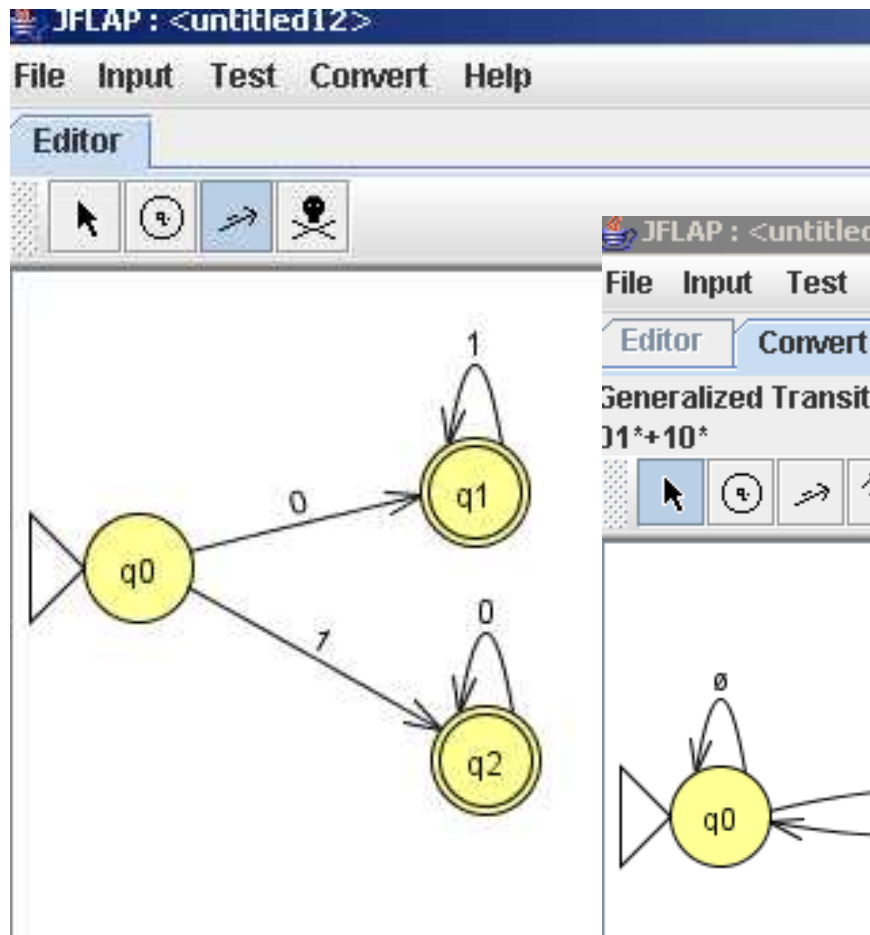 JFLAP : <untitled12>
File Input Test Convert Help
Editor
1
0
q1
q0
1
0
q2
JFLAP : <untitled
File Input Test
Editor Convert
Generalized Transit
01*+10*
ø
q0